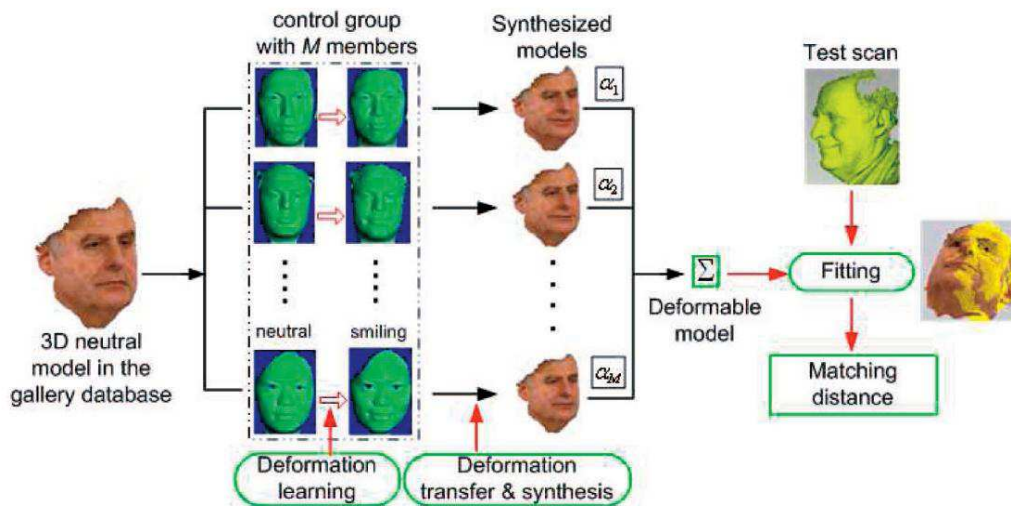 control group
with M members
Synthesized
models
Test scan
α1
α2
αM
3D neutral
model in the
gallery database
neutral
smiling
Σ
Deformable
model
Fitting
Matching
distance
Deformation
learning
Deformation
transfer & synthesis